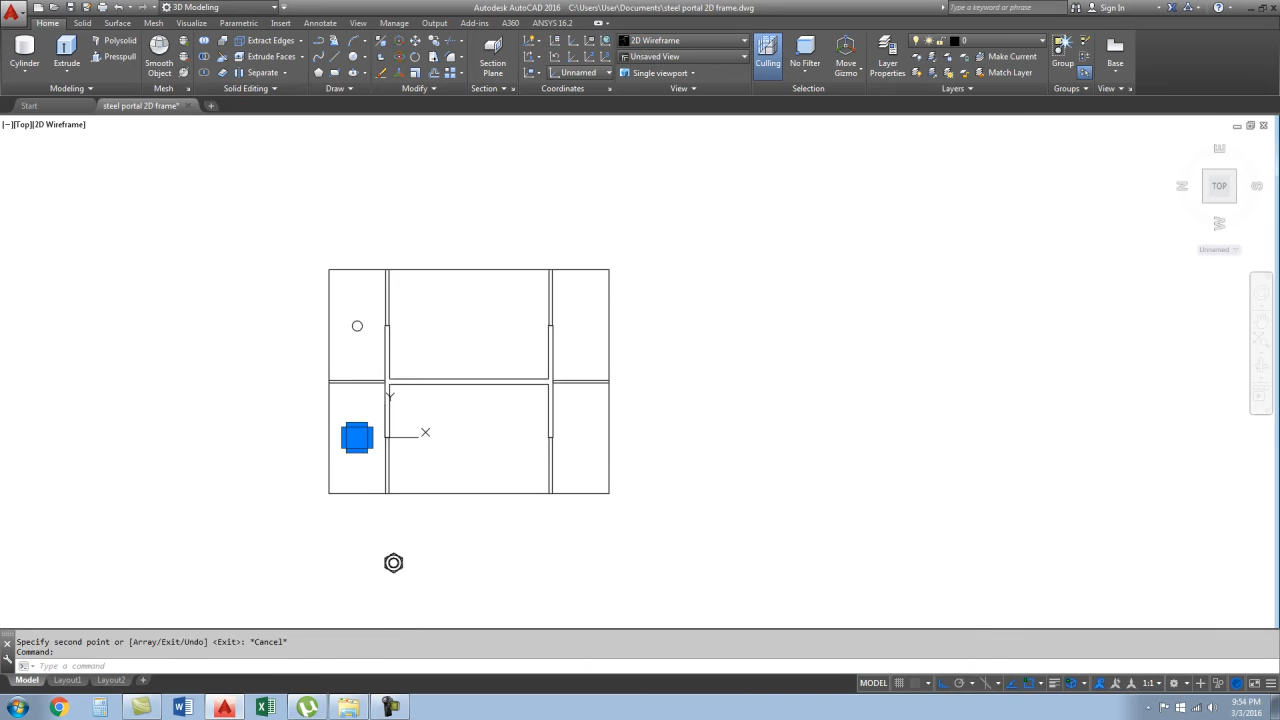 Autodesk AutoCAD 2016 C:\Users\User\Documents\steel portal 2D frame.dwg
3D Modeling
Type a keyword or phrase
Sign In
Home Solid Surface Mesh Visualize Parametric Insert Annotate View Manage Output Add-ins A360 ANSYS 16.2
Cylinder
Extrude
Polysolid
Presspull
Smooth Object
Extract Edges
Extrude Faces
Separate
Section Plane
Unnamed
2D Wireframe
Unsaved View
Single viewport
Culling
No Filter
Move Gizmo
Layer Properties
0
Make Current
Match Layer
Group
Base
Modeling Mesh Solid Editing Draw Modify Section Coordinates View Selection Layers Groups View
Start
steel portal 2D frame*
[−][Top][2D Wireframe]
E
N
TOP
S
W
Unnamed
Y
X
Specify second point or [Array/Exit/Undo] <Exit>: *Cancel*
Command:
Type a command
Model Layout1 Layout2
MODEL
1:1
9:54 PM
3/3/2016